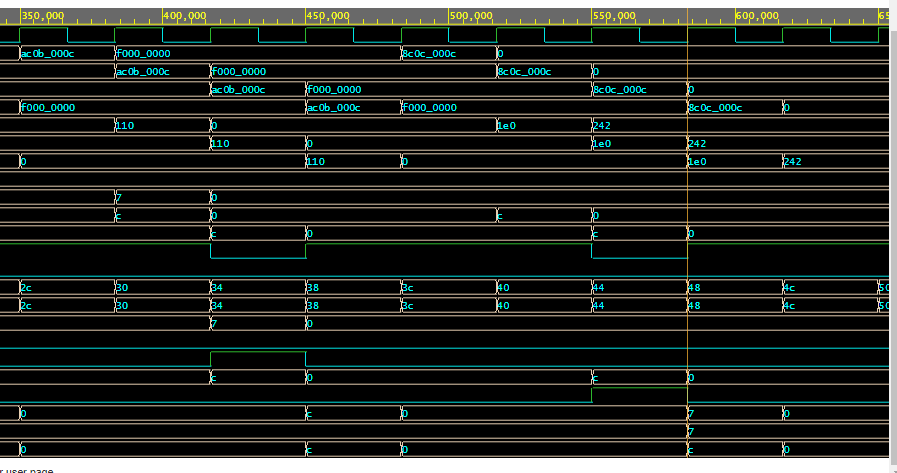 350,000 400,000 450,000 500,000 550,000 600,000
ac0b_000c f000_0000 8c0c_000c 0
ac0b_000c f000_0000 8c0c_000c 0
ac0b_000c f000_0000 8c0c_000c 0
f000_0000 ac0b_000c f000_0000 8c0c_000c 0
110 0 1e0 242
110 0 1e0 242
0 110 0 1e0 242
7 0
c 0 c 0
c 0 c 0
2c 30 34 38 3c 40 44 48 4c 50
2c 30 34 38 3c 40 44 48 4c 50
7 0
c 0 c 0
0 c 0 7 0
7
0 c 0 c 0
r user page